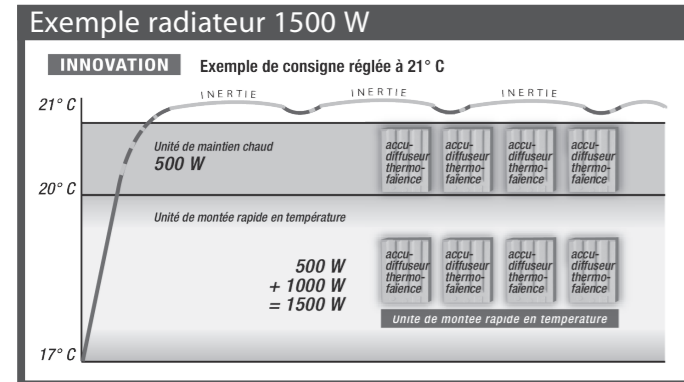 Exemple radiateur 1500 W
INNOVATION Exemple de consigne réglée à 21° C
INERTIE INERTIE INERTIE
21° C
Unité de maintien chaud
500 W
accu-
diffuseur
thermo-
faïence
accu-
diffuseur
thermo-
faïence
accu-
diffuseur
thermo-
faïence
accu-
diffuseur
thermo-
faïence
20° C
Unité de montée rapide en température
500 W
+ 1000 W
= 1500 W
accu-
diffuseur
thermo-
faïence
accu-
diffuseur
thermo-
faïence
accu-
diffuseur
thermo-
faïence
accu-
diffuseur
thermo-
faïence
Unité de montée rapide en température
17° C